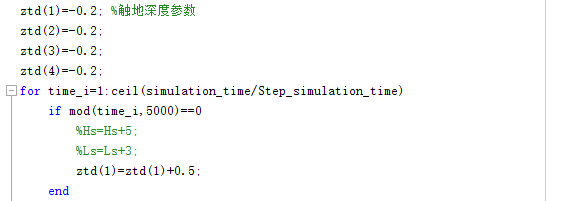 ztd(1)=-0.2; %触地深度参数
ztd(2)=-0.2;
ztd(3)=-0.2;
ztd(4)=-0.2;
for time_i=1:ceil(simulation_time/Step_simulation_time)
if mod(time_i,5000)==0
%Hs=Hs+5;
%Ls=Ls+3;
ztd(1)=ztd(1)+0.5;
end